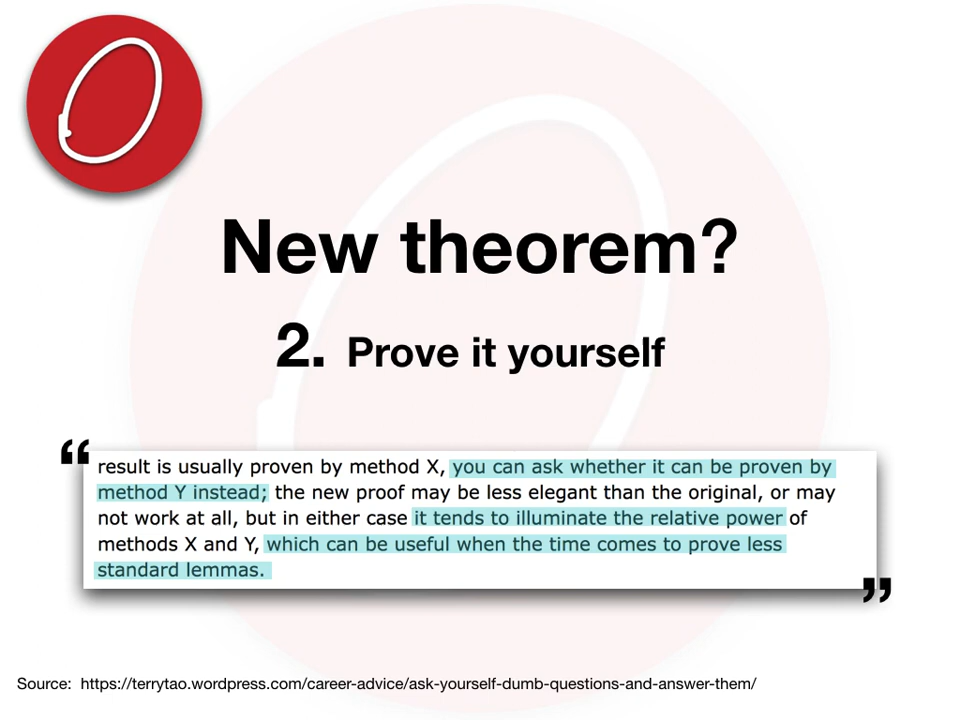 New theorem?
2. Prove it yourself
“
result is usually proven by method X, you can ask whether it can be proven by
method Y instead; the new proof may be less elegant than the original, or may
not work at all, but in either case it tends to illuminate the relative power of
methods X and Y, which can be useful when the time comes to prove less
standard lemmas.
”
Source: https://terrytao.wordpress.com/career-advice/ask-yourself-dumb-questions-and-answer-them/